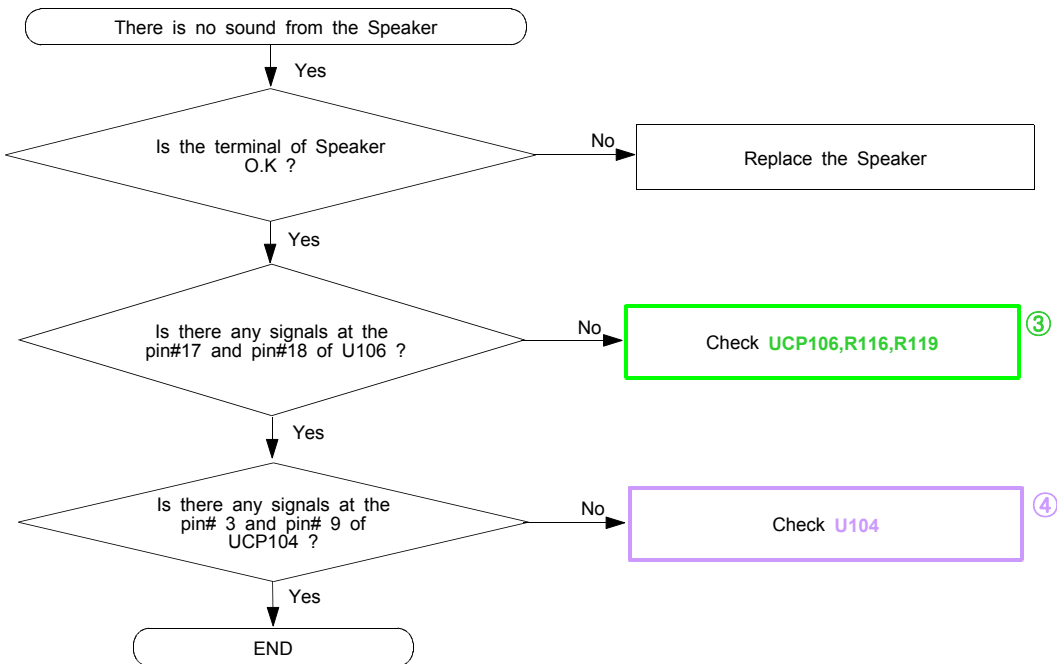 There is no sound from the Speaker
Yes
Is the terminal of Speaker
O.K ?
No
Replace the Speaker
Yes
Is there any signals at the
pin#17 and pin#18 of U106 ?
No
Check UCP106,R116,R119
③
Yes
Is there any signals at the
pin# 3 and pin# 9 of
UCP104 ?
No
Check U104
④
Yes
END